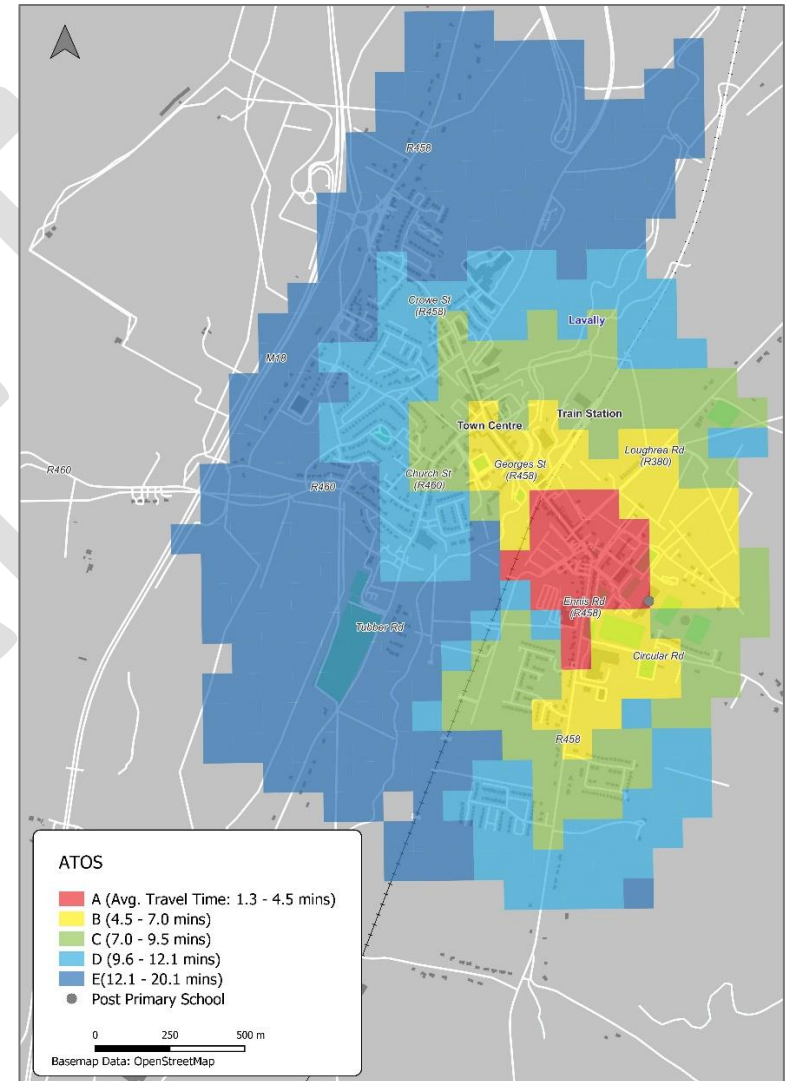 R458
Crowe St
(R458)
Lavally
M18
Town Centre
Train Station
Georges St
(R458)
Loughrea Rd
(R380)
R460
Church St
(R460)
R460
Ennis Rd
(R458)
Tubber Rd
Circular Rd
R458
ATOS
A (Avg. Travel Time: 1.3 - 4.5 mins)
B (4.5 - 7.0 mins)
C (7.0 - 9.5 mins)
D (9.6 - 12.1 mins)
E(12.1 - 20.1 mins)
Post Primary School
0 250 500 m
Basemap Data: OpenStreetMap